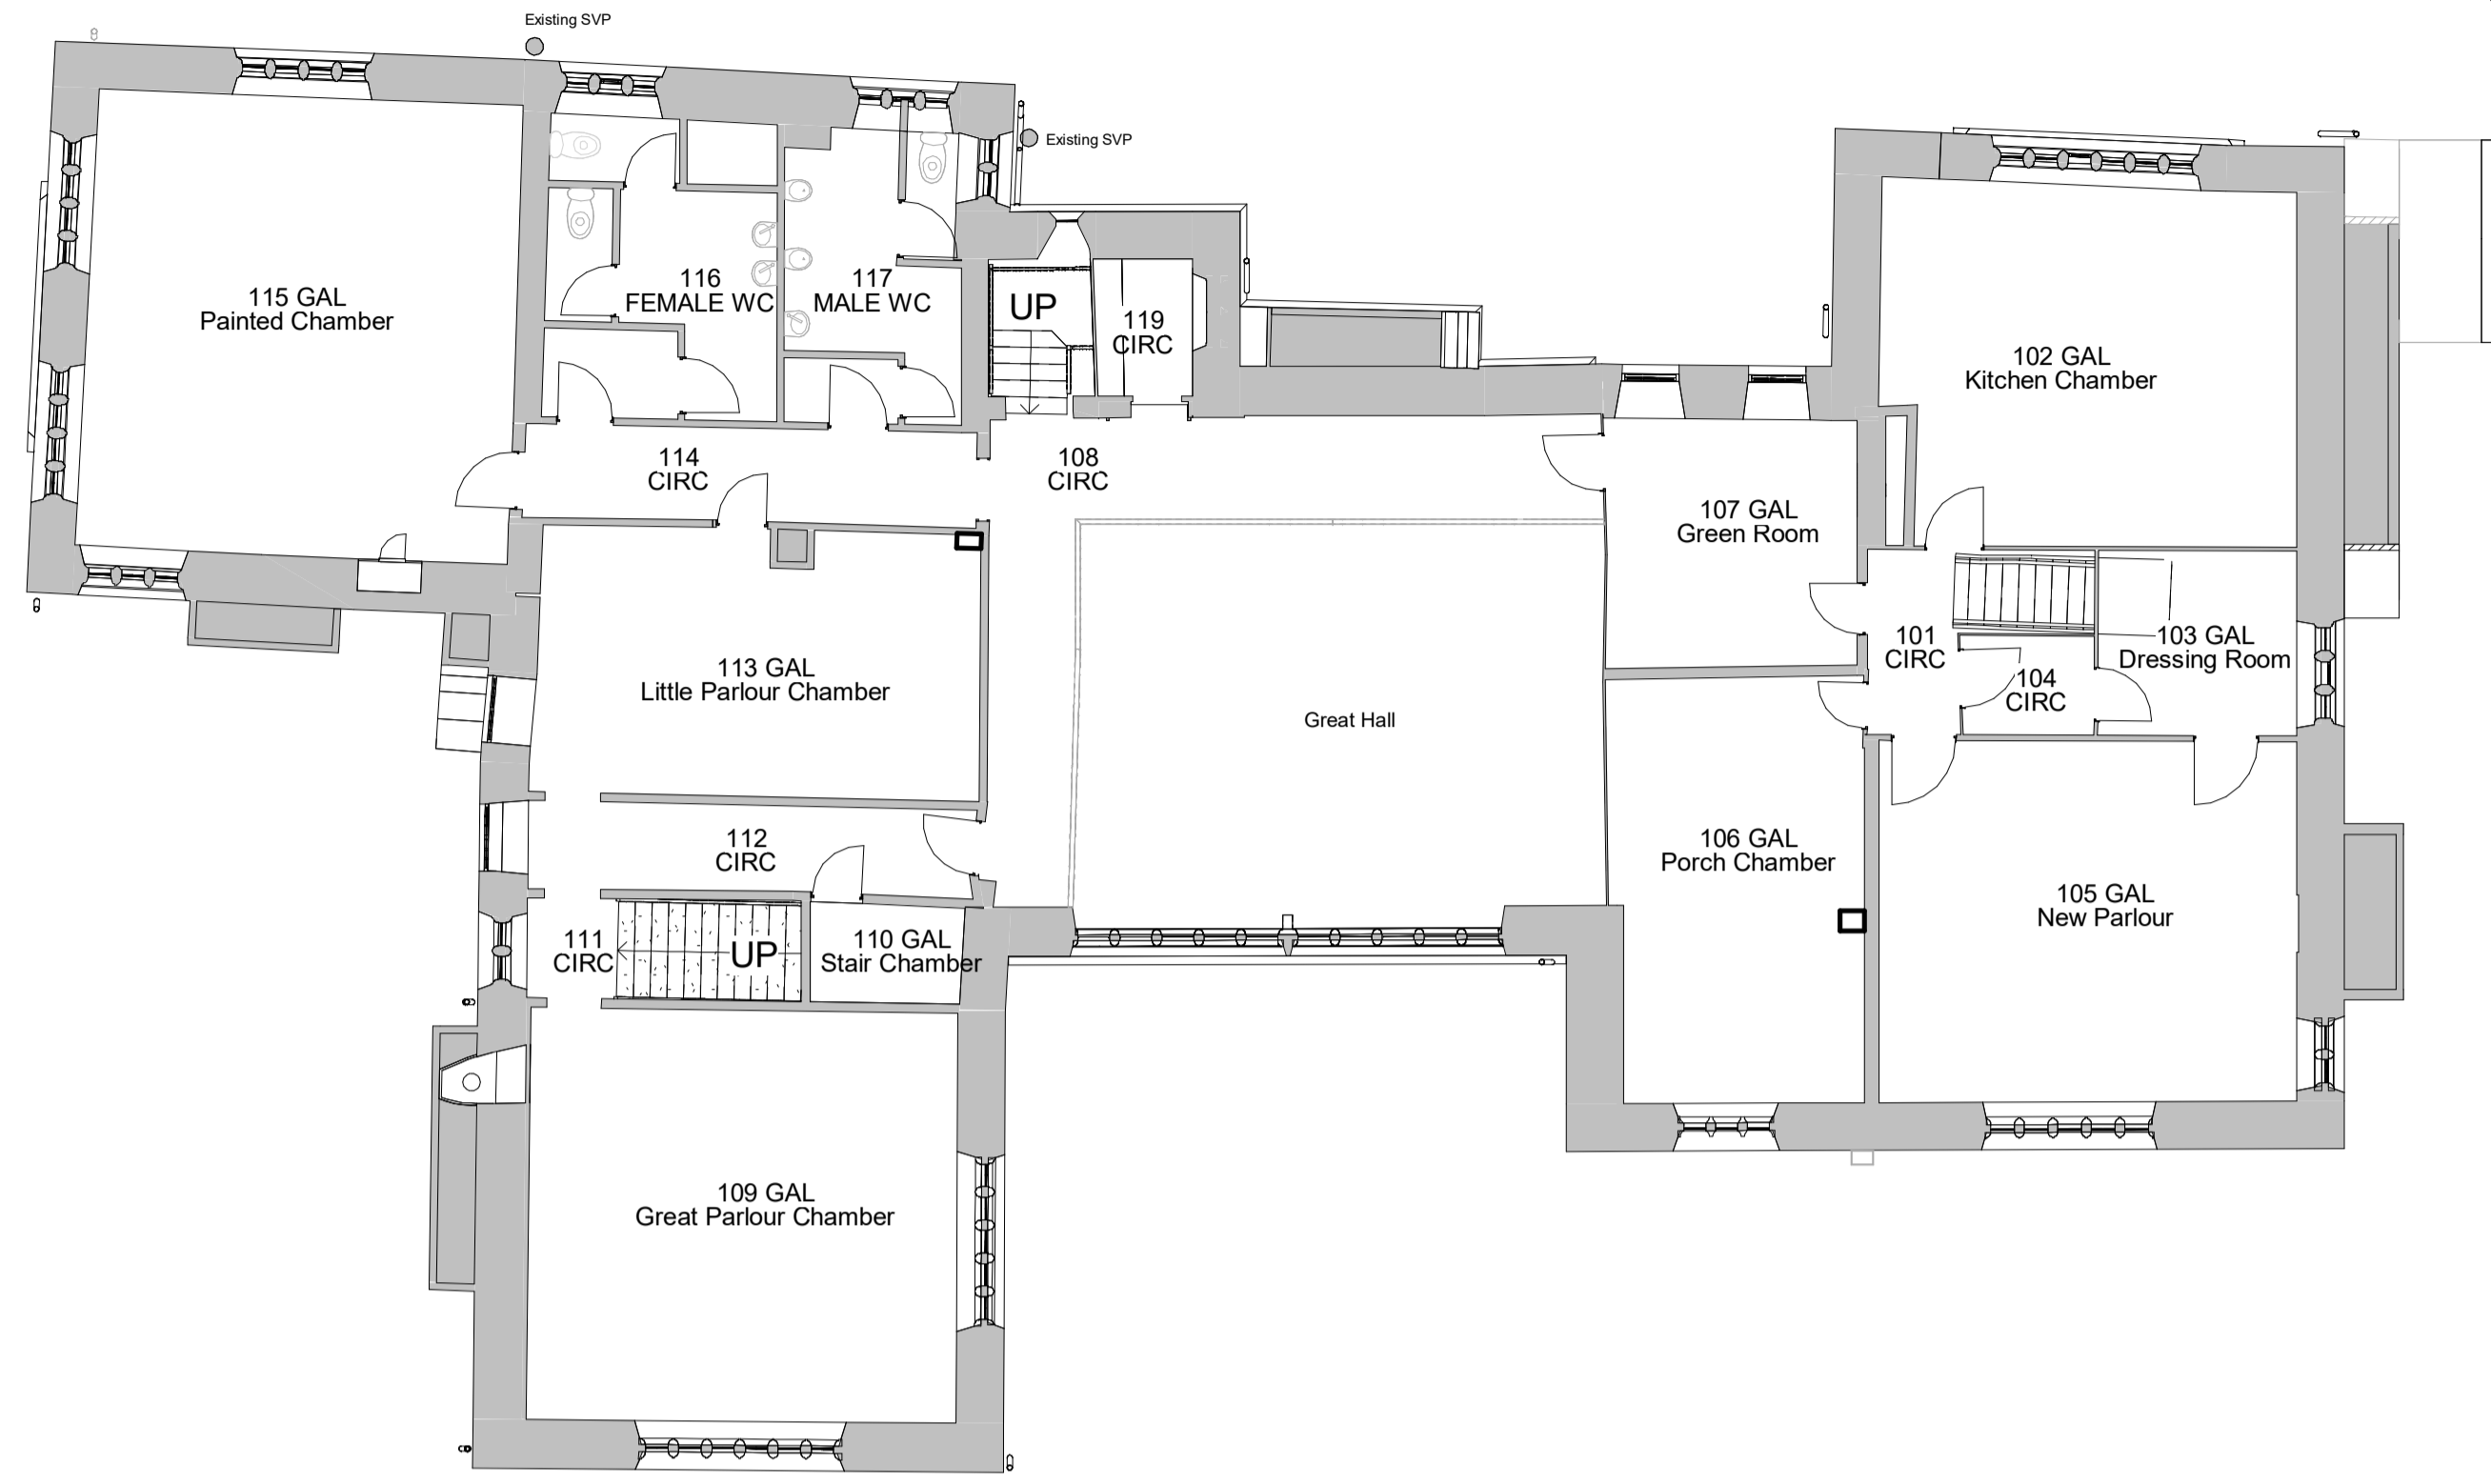 Existing SVP
Existing SVP
115 GAL
Painted Chamber
116
FEMALE WC
117
MALE WC
UP
119
CIRC
102 GAL
Kitchen Chamber
114
CIRC
108
CIRC
107 GAL
Green Room
101
CIRC
103 GAL
Dressing Room
104
CIRC
113 GAL
Little Parlour Chamber
Great Hall
112
CIRC
106 GAL
Porch Chamber
105 GAL
New Parlour
111
CIRC
UP
110 GAL
Stair Chamber
109 GAL
Great Parlour Chamber